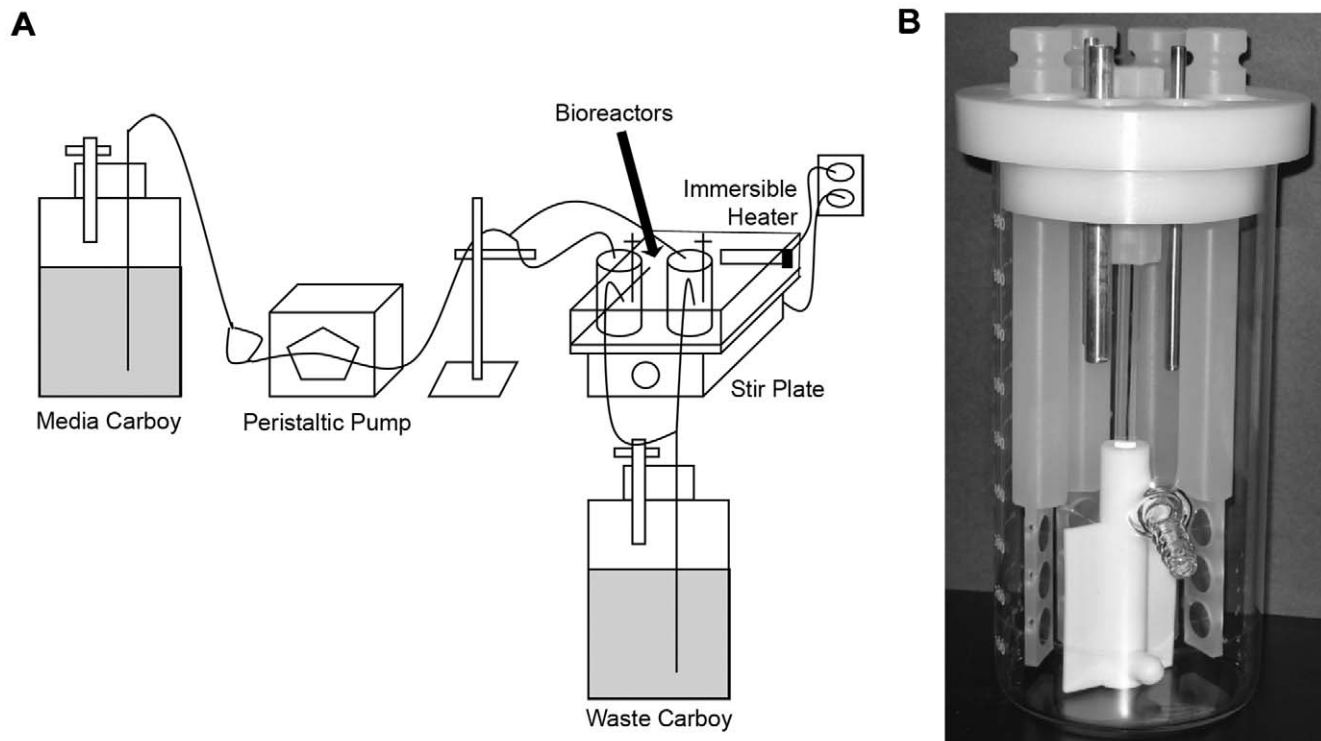 A
B
Bioreactors
Immersible
Heater
Media Carboy
Peristaltic Pump
Stir Plate
Waste Carboy